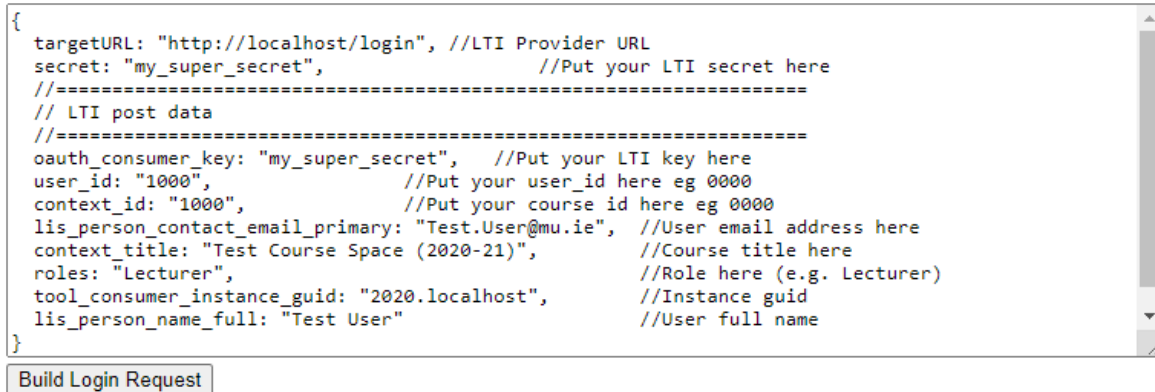 {
targetURL: "http://localhost/login", //LTI Provider URL
secret: "my_super_secret", //Put your LTI secret here
//==================================================================
// LTI post data
//==================================================================
oauth_consumer_key: "my_super_secret", //Put your LTI key here
user_id: "1000", //Put your user_id here eg 0000
context_id: "1000", //Put your course id here eg 0000
lis_person_contact_email_primary: "Test.User@mu.ie", //User email address here
context_title: "Test Course Space (2020-21)", //Course title here
roles: "Lecturer", //Role here (e.g. Lecturer)
tool_consumer_instance_guid: "2020.localhost", //Instance guid
lis_person_name_full: "Test User" //User full name
}
Build Login Request